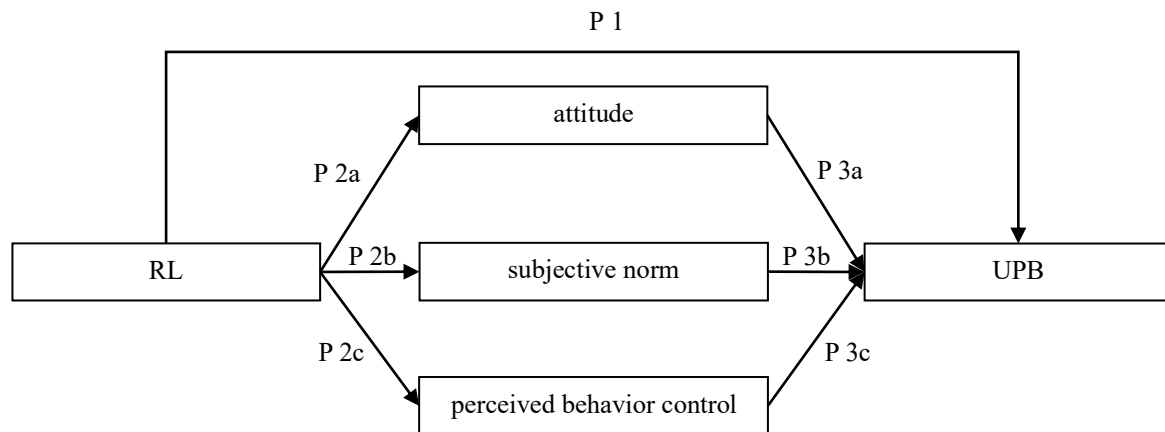 P 1
attitude
P 2a
P 3a
RL
P 2b
subjective norm
P 3b
UPB
P 2c
P 3c
perceived behavior control